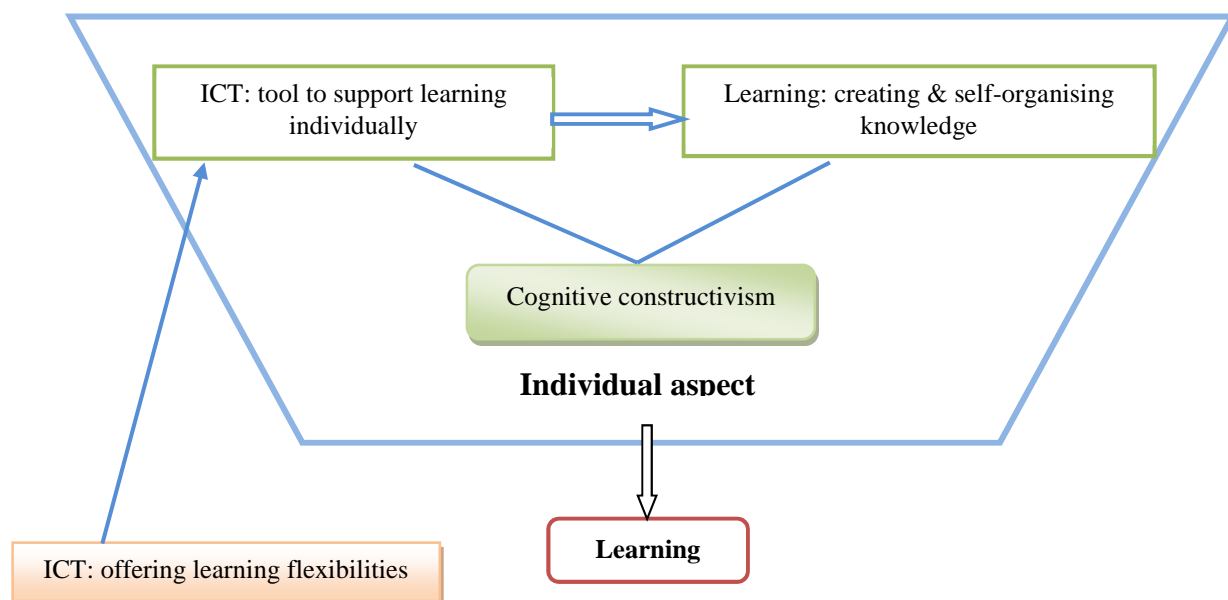 ICT: tool to support learning
individually
Learning: creating & self-organising
knowledge
Cognitive constructivism
Individual aspect
Learning
ICT: offering learning flexibilities